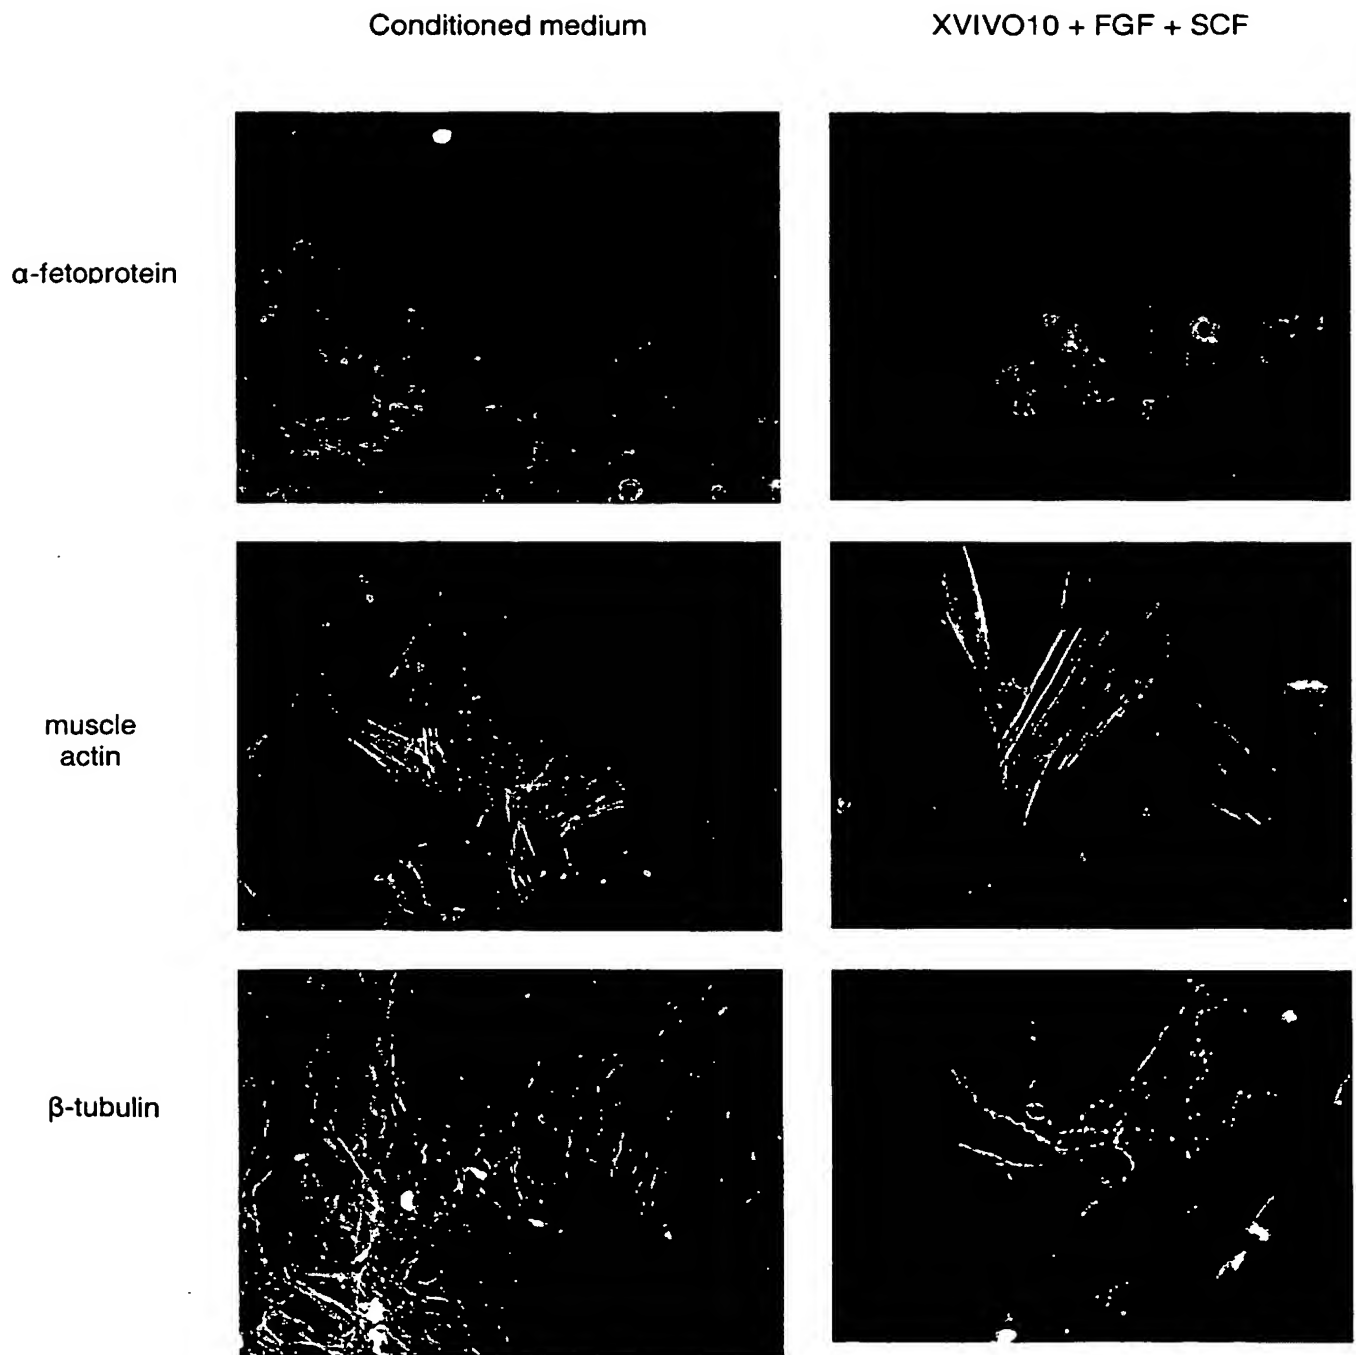 Conditioned medium
XVIVO10 + FGF + SCF
α-fetoprotein
muscle
actin
β-tubulin